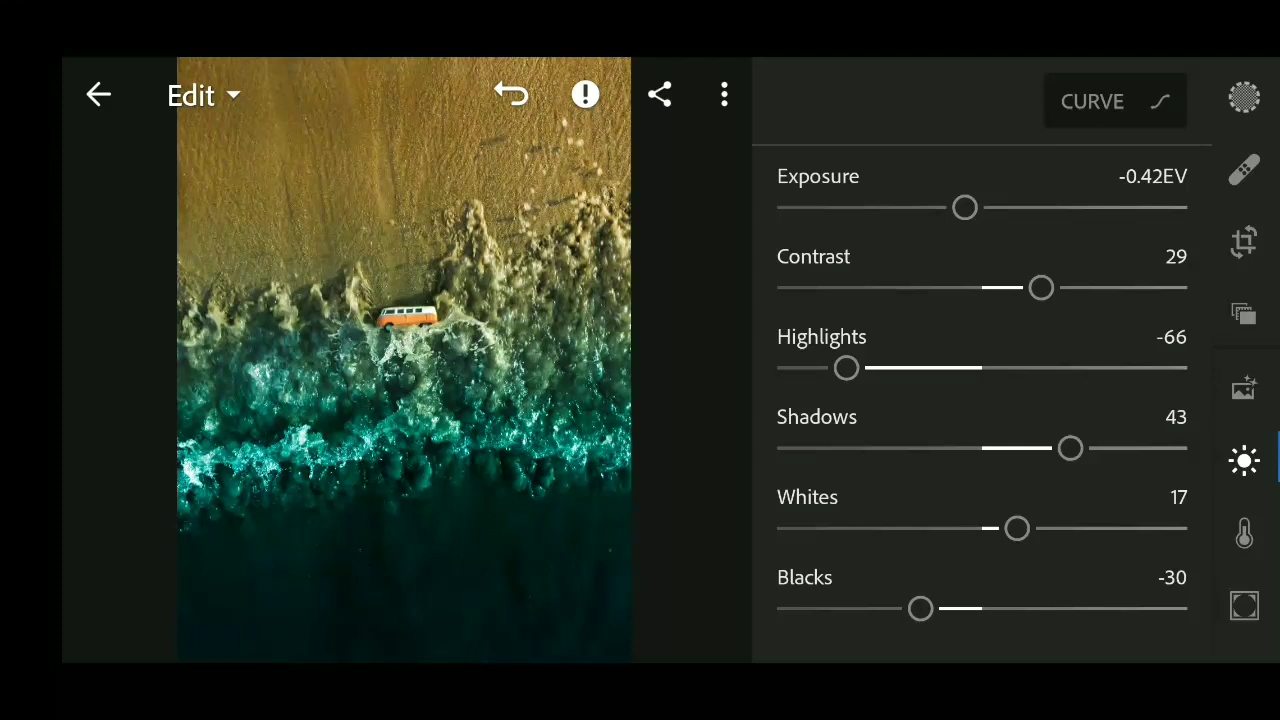 Edit
CURVE
Exposure -0.42EV
Contrast 29
Highlights -66
Shadows 43
Whites 17
Blacks -30